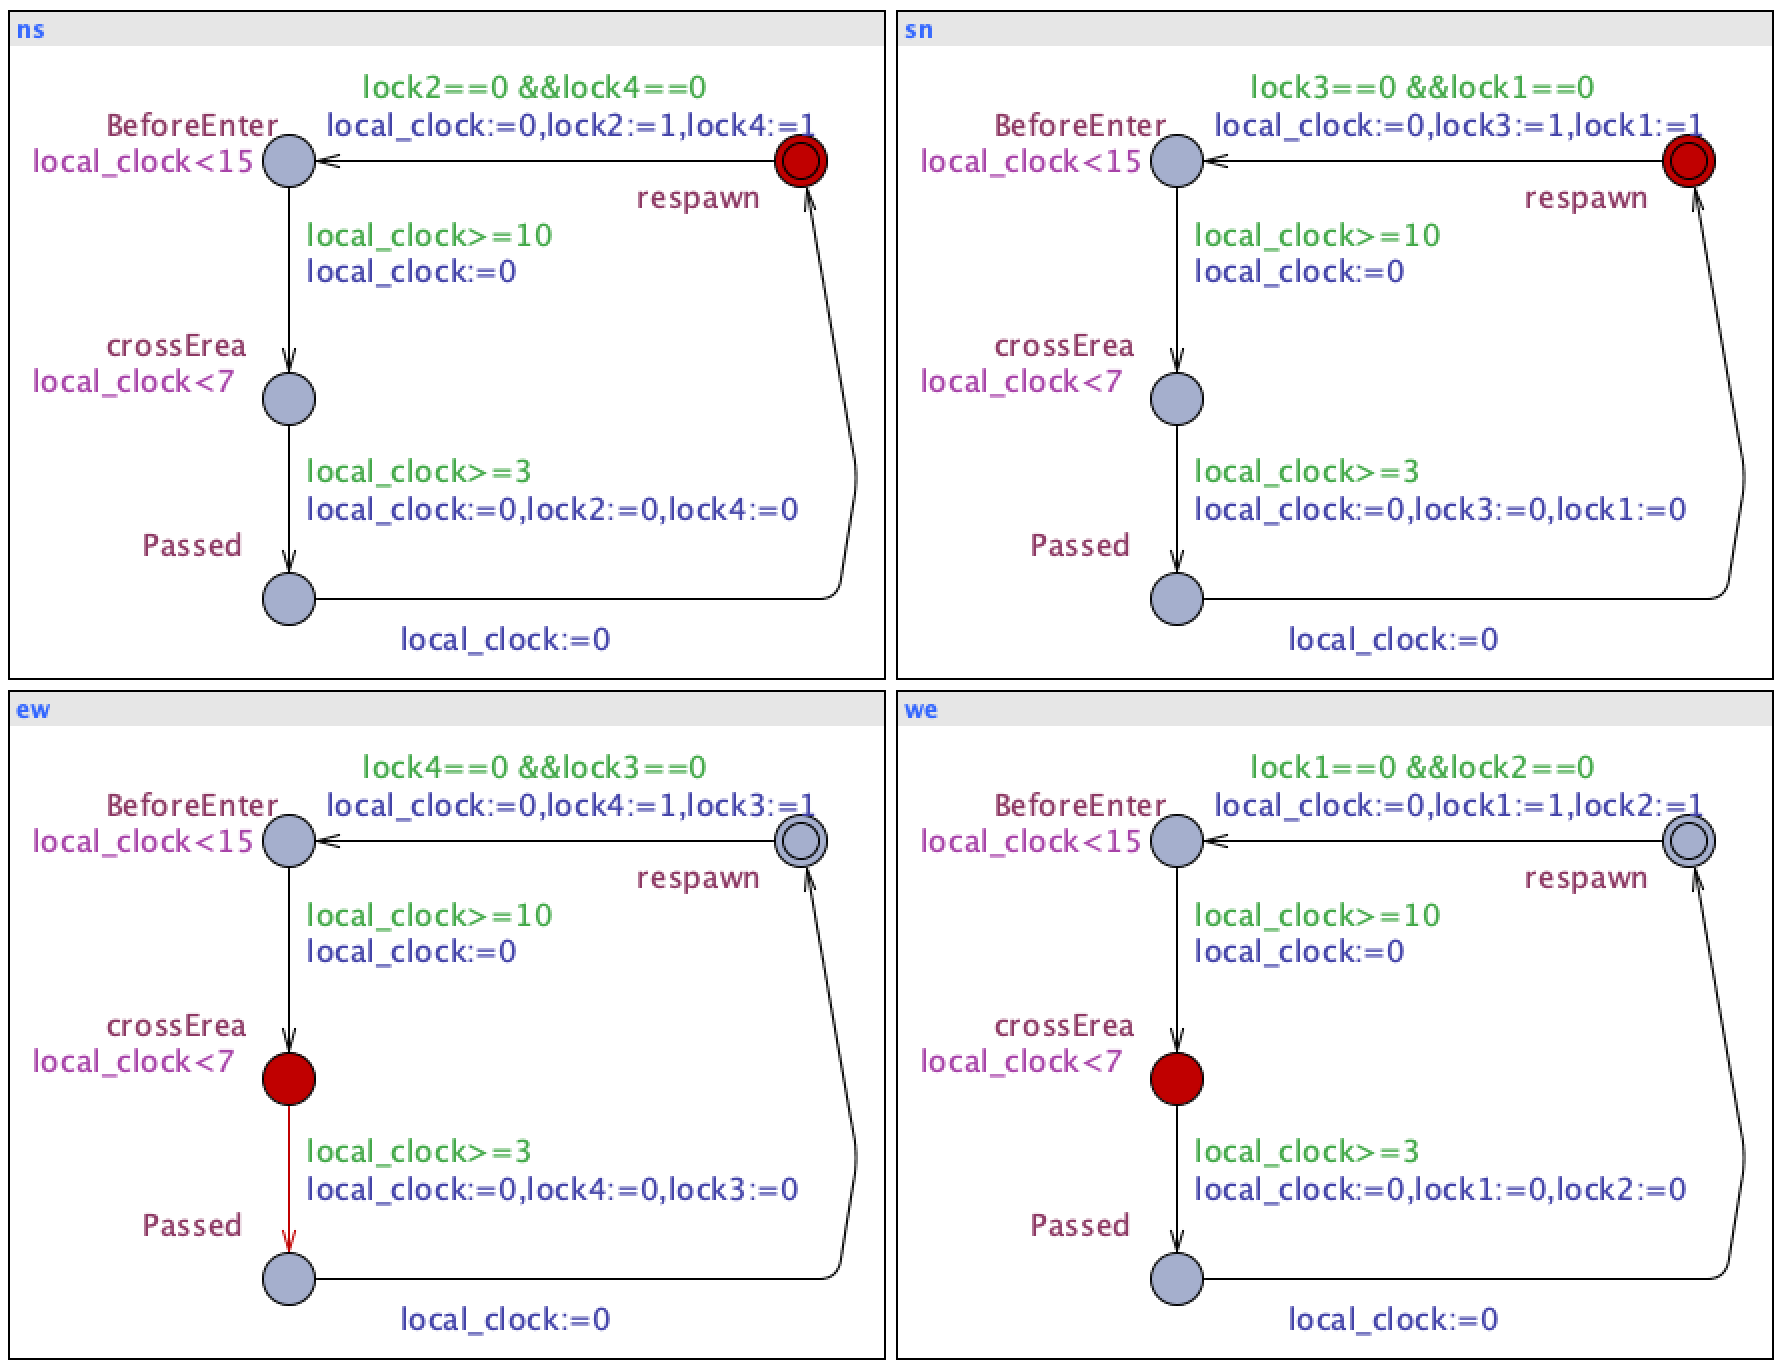 ns
lock2==0 &&lock4==0
BeforeEnter
local_clock:=0,lock2:=1,lock4:=1
local_clock<15
respawn
local_clock>=10
local_clock:=0
crossErea
local_clock<7
local_clock>=3
local_clock:=0,lock2:=0,lock4:=0
Passed
local_clock:=0
sn
lock3==0 &&lock1==0
BeforeEnter
local_clock:=0,lock3:=1,lock1:=1
local_clock<15
respawn
local_clock>=10
local_clock:=0
crossErea
local_clock<7
local_clock>=3
local_clock:=0,lock3:=0,lock1:=0
Passed
local_clock:=0
ew
lock4==0 &&lock3==0
BeforeEnter
local_clock:=0,lock4:=1,lock3:=1
local_clock<15
respawn
local_clock>=10
local_clock:=0
crossErea
local_clock<7
local_clock>=3
local_clock:=0,lock4:=0,lock3:=0
Passed
local_clock:=0
we
lock1==0 &&lock2==0
BeforeEnter
local_clock:=0,lock1:=1,lock2:=1
local_clock<15
respawn
local_clock>=10
local_clock:=0
crossErea
local_clock<7
local_clock>=3
local_clock:=0,lock1:=0,lock2:=0
Passed
local_clock:=0